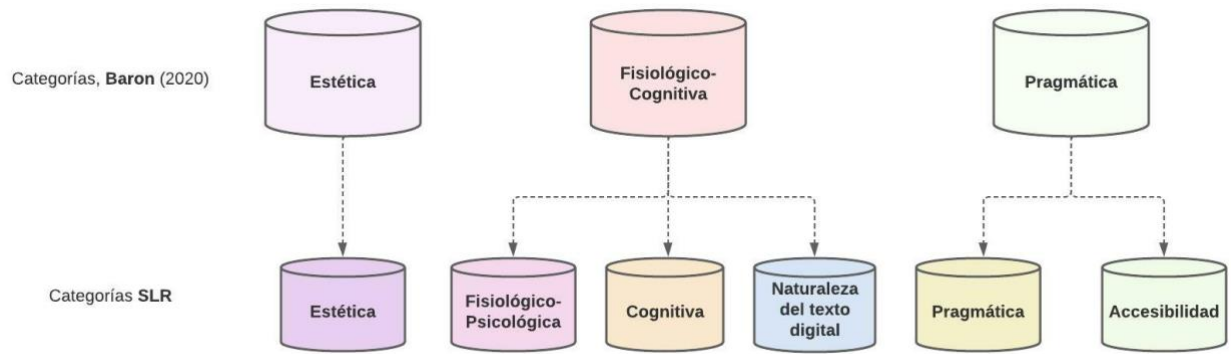 Categorías, Baron (2020)
Estética
Fisiológico-
Cognitiva
Pragmática
Categorías SLR
Estética
Fisiológico-
Psicológica
Cognitiva
Naturaleza
del texto
digital
Pragmática
Accesibilidad